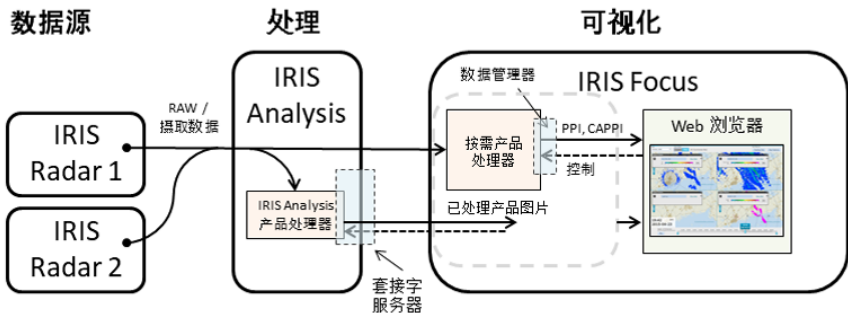 数据源
处理
可视化
IRIS
Analysis
IRIS Focus
数据管理器
RAW /
摄取数据
IRIS
Radar 1
IRIS
Radar 2
按需产品
处理器
PPI, CAPPI
控制
Web 浏览器
IRIS Analysis
产品处理器
已处理产品图片
套接字
服务器